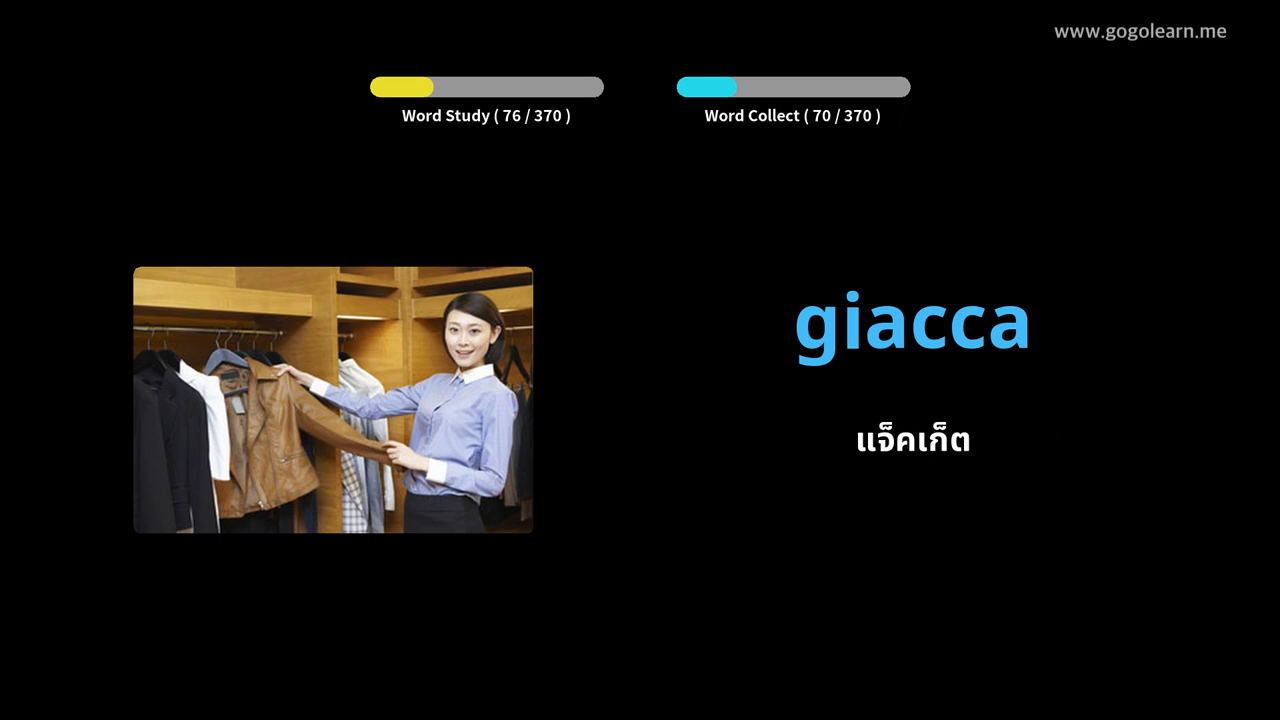 www.gogolearn.me
Word Study ( 76 / 370 )
Word Collect ( 70 / 370 )
giacca
แจ็คเก็ต